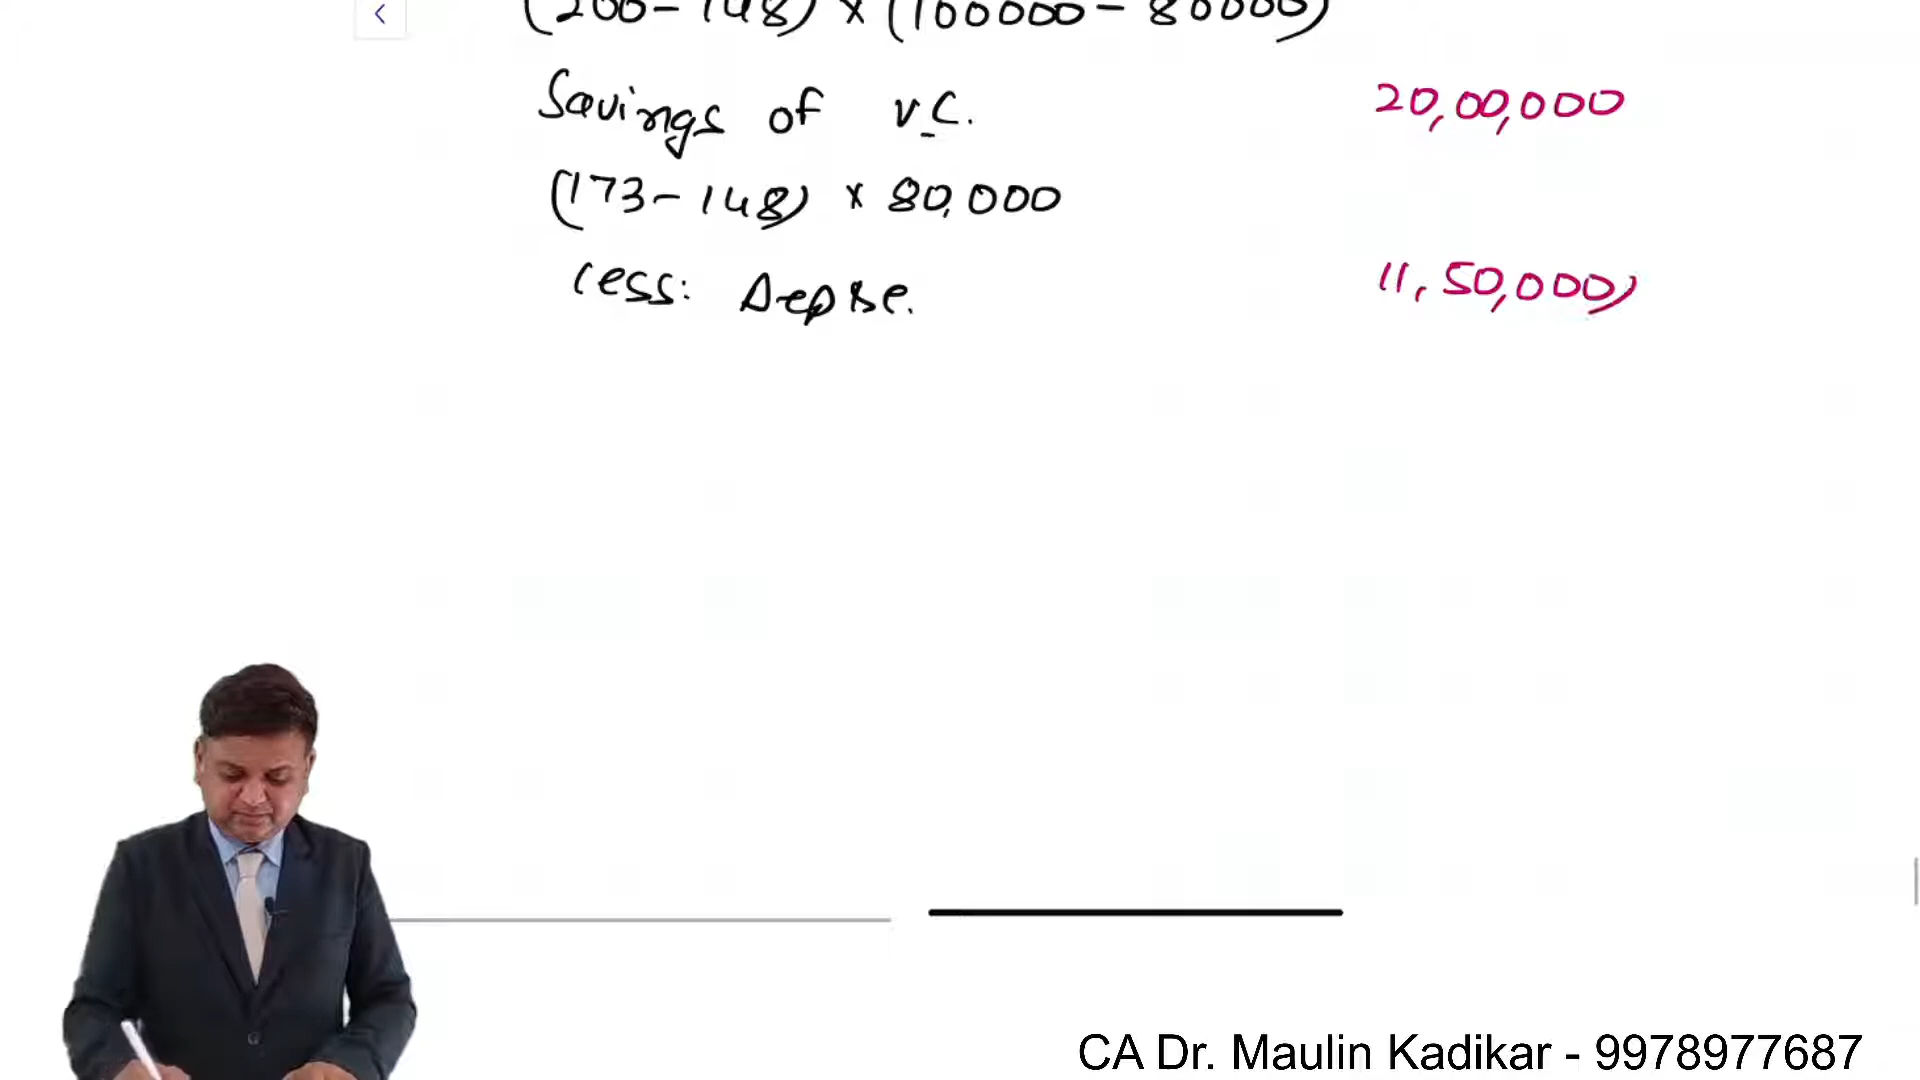 (200 - 148) × (100000 - 80000)
Savings of v.C. 20,00,000
(173 - 148) × 80,000
Less: Depre. 11,50,000)
CA Dr. Maulin Kadikar - 9978977687